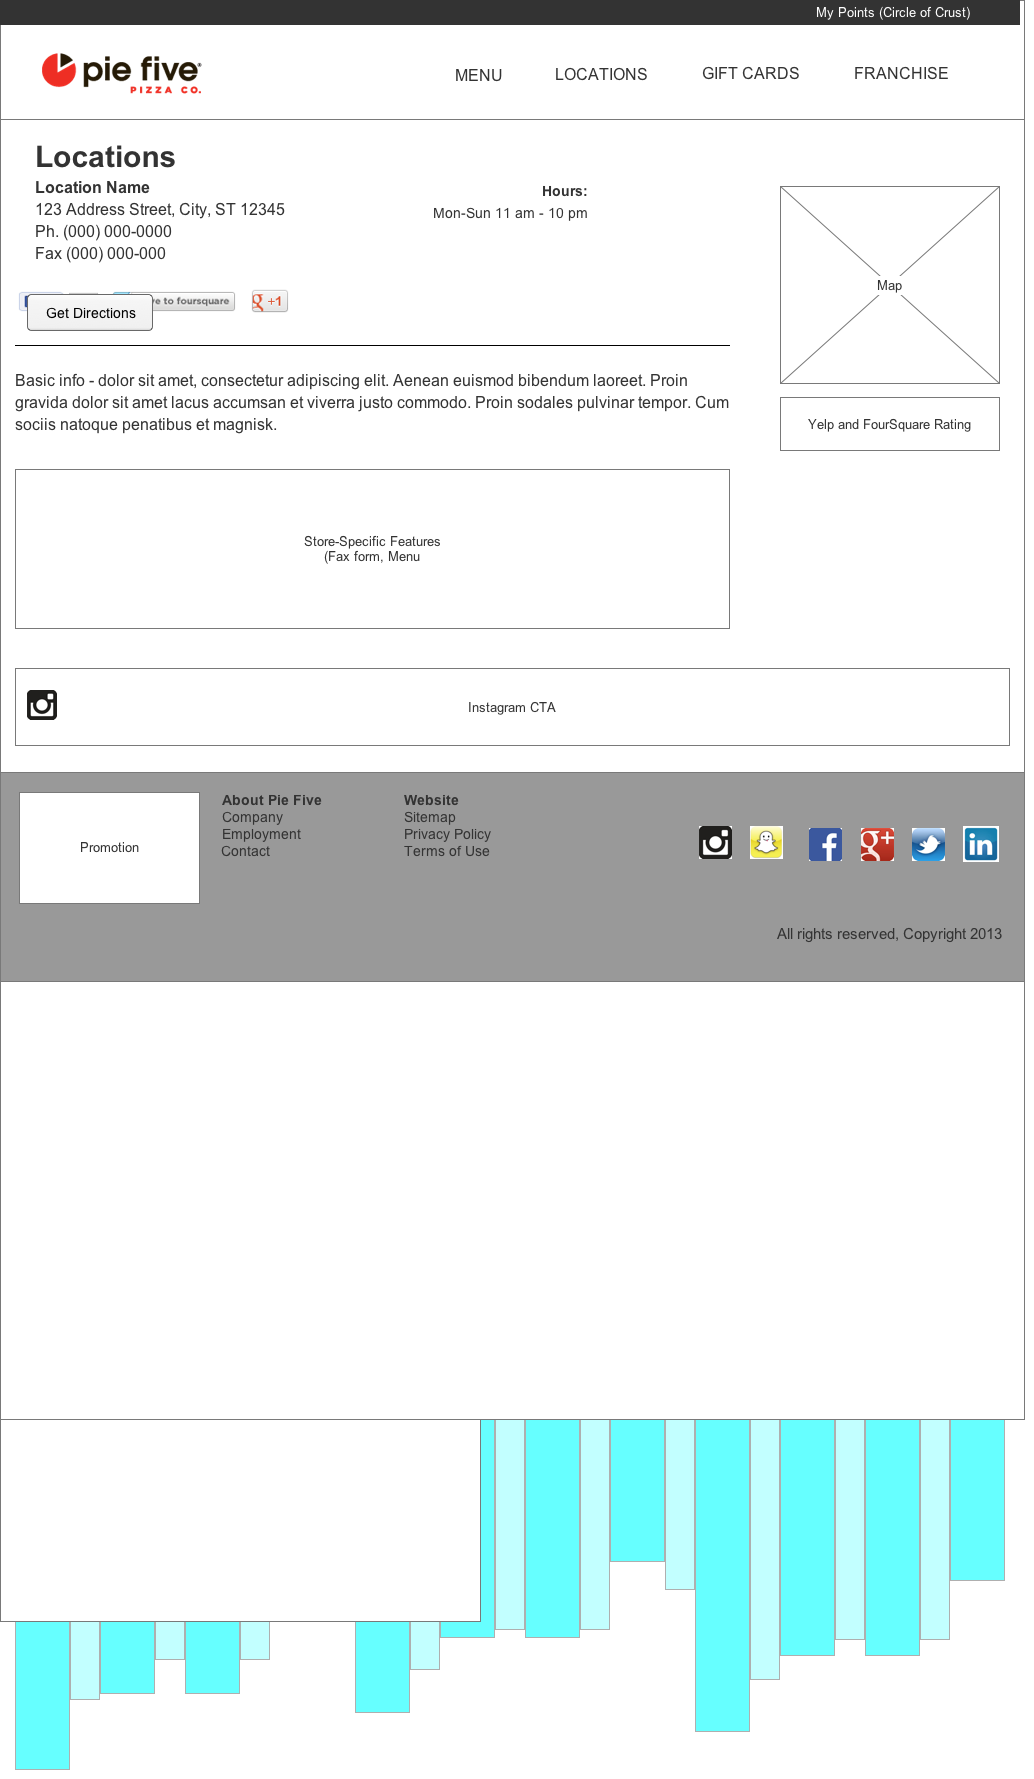 My Points (Circle of Crust)
pie five
PIZZA CO.
MENU
LOCATIONS
GIFT CARDS
FRANCHISE
Locations
Location Name
123 Address Street, City, ST 12345
Ph. (000) 000-0000
Fax (000) 000-000
Hours:
Mon-Sun 11 am - 10 pm
Map
to foursquare
+1
Get Directions
Basic info - dolor sit amet, consectetur adipiscing elit. Aenean euismod bibendum laoreet. Proin
gravida dolor sit amet lacus accumsan et viverra justo commodo. Proin sodales pulvinar tempor. Cum
sociis natoque penatibus et magnisk.
Yelp and FourSquare Rating
Store-Specific Features
(Fax form, Menu
Instagram CTA
Promotion
About Pie Five
Company
Employment
Contact
Website
Sitemap
Privacy Policy
Terms of Use
All rights reserved, Copyright 2013